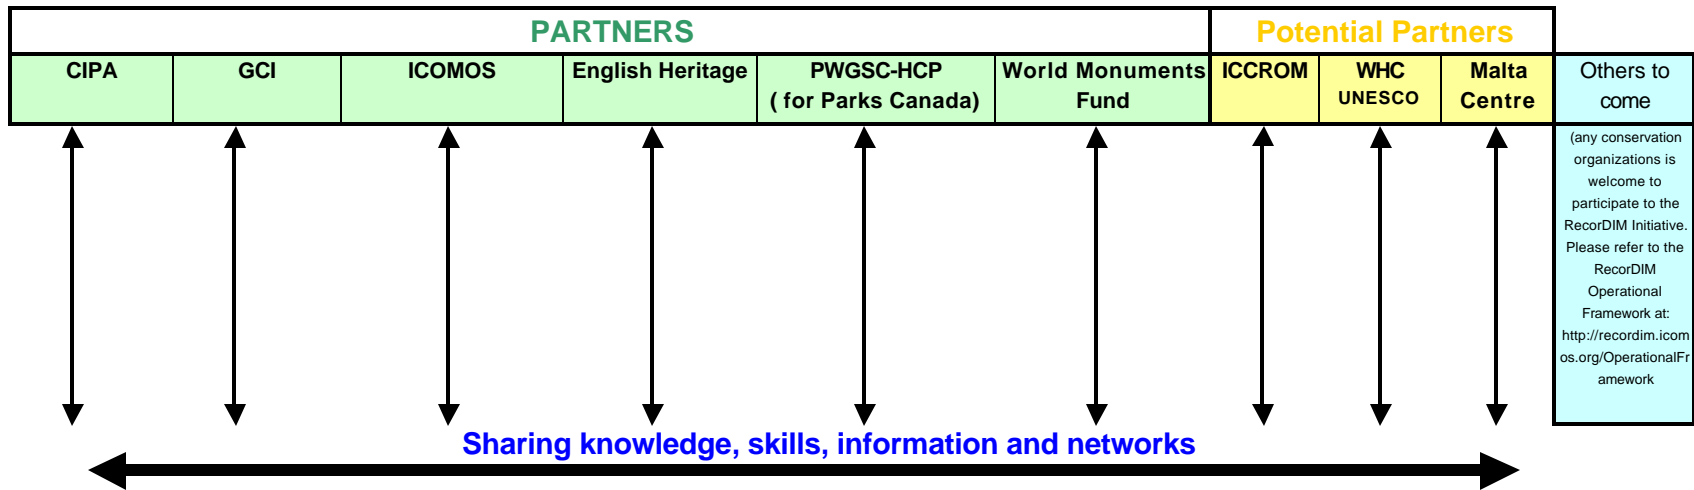 PARTNERS
Potential Partners
CIPA
GCI
ICOMOS
English Heritage
PWGSC-HCP
( for Parks Canada)
World Monuments
Fund
ICCROM
WHC
UNESCO
Malta
Centre
Others to
come
(any conservation
organizations is
welcome to
participate to the
RecorDIM Initiative.
Please refer to the
RecorDIM
Operational
Framework at:
http://recordim.icom
os.org/OperationalFr
amework
Sharing knowledge, skills, information and networks